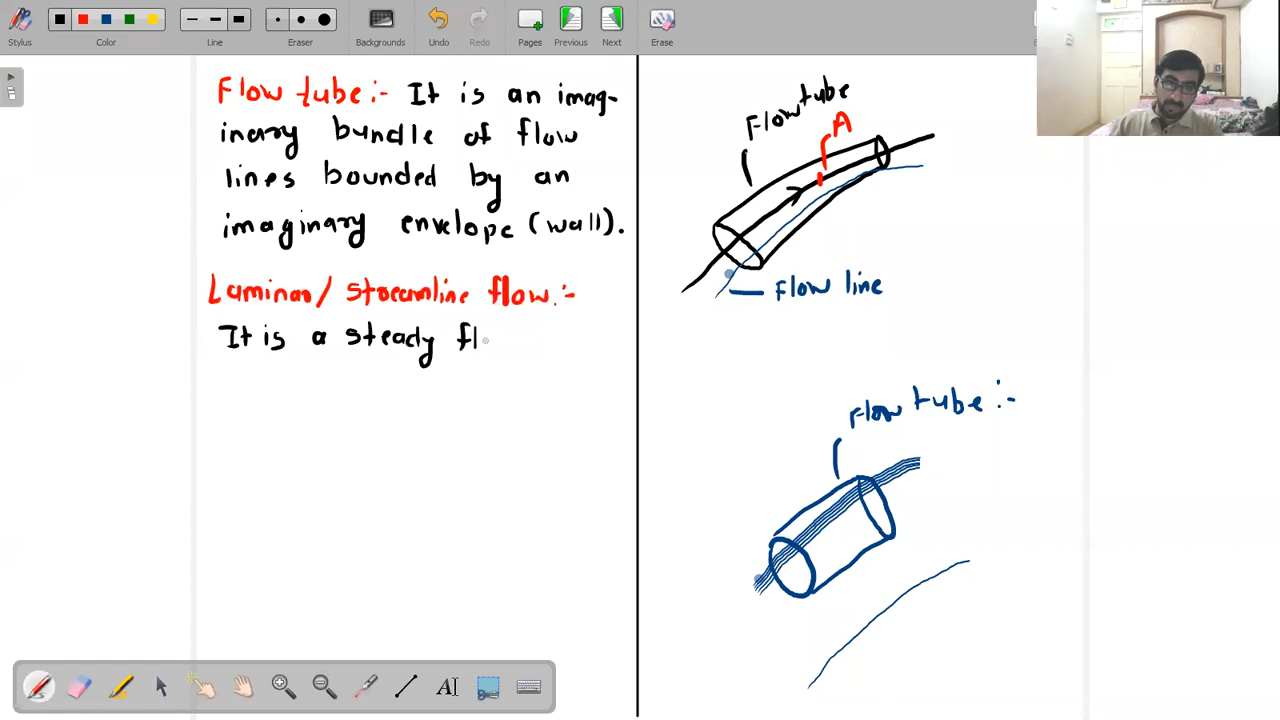 Stylus
Color
Line
Eraser
Backgrounds
Undo
Redo
Pages
Previous
Next
Erase
Flow tube :- It is an imag-
inary bundle of flow
lines bounded by an
imaginary envelope (wall).
Laminar/ streamline flow :-
It is a steady fl
Flow tube
A
Flow line
Flow tube :-